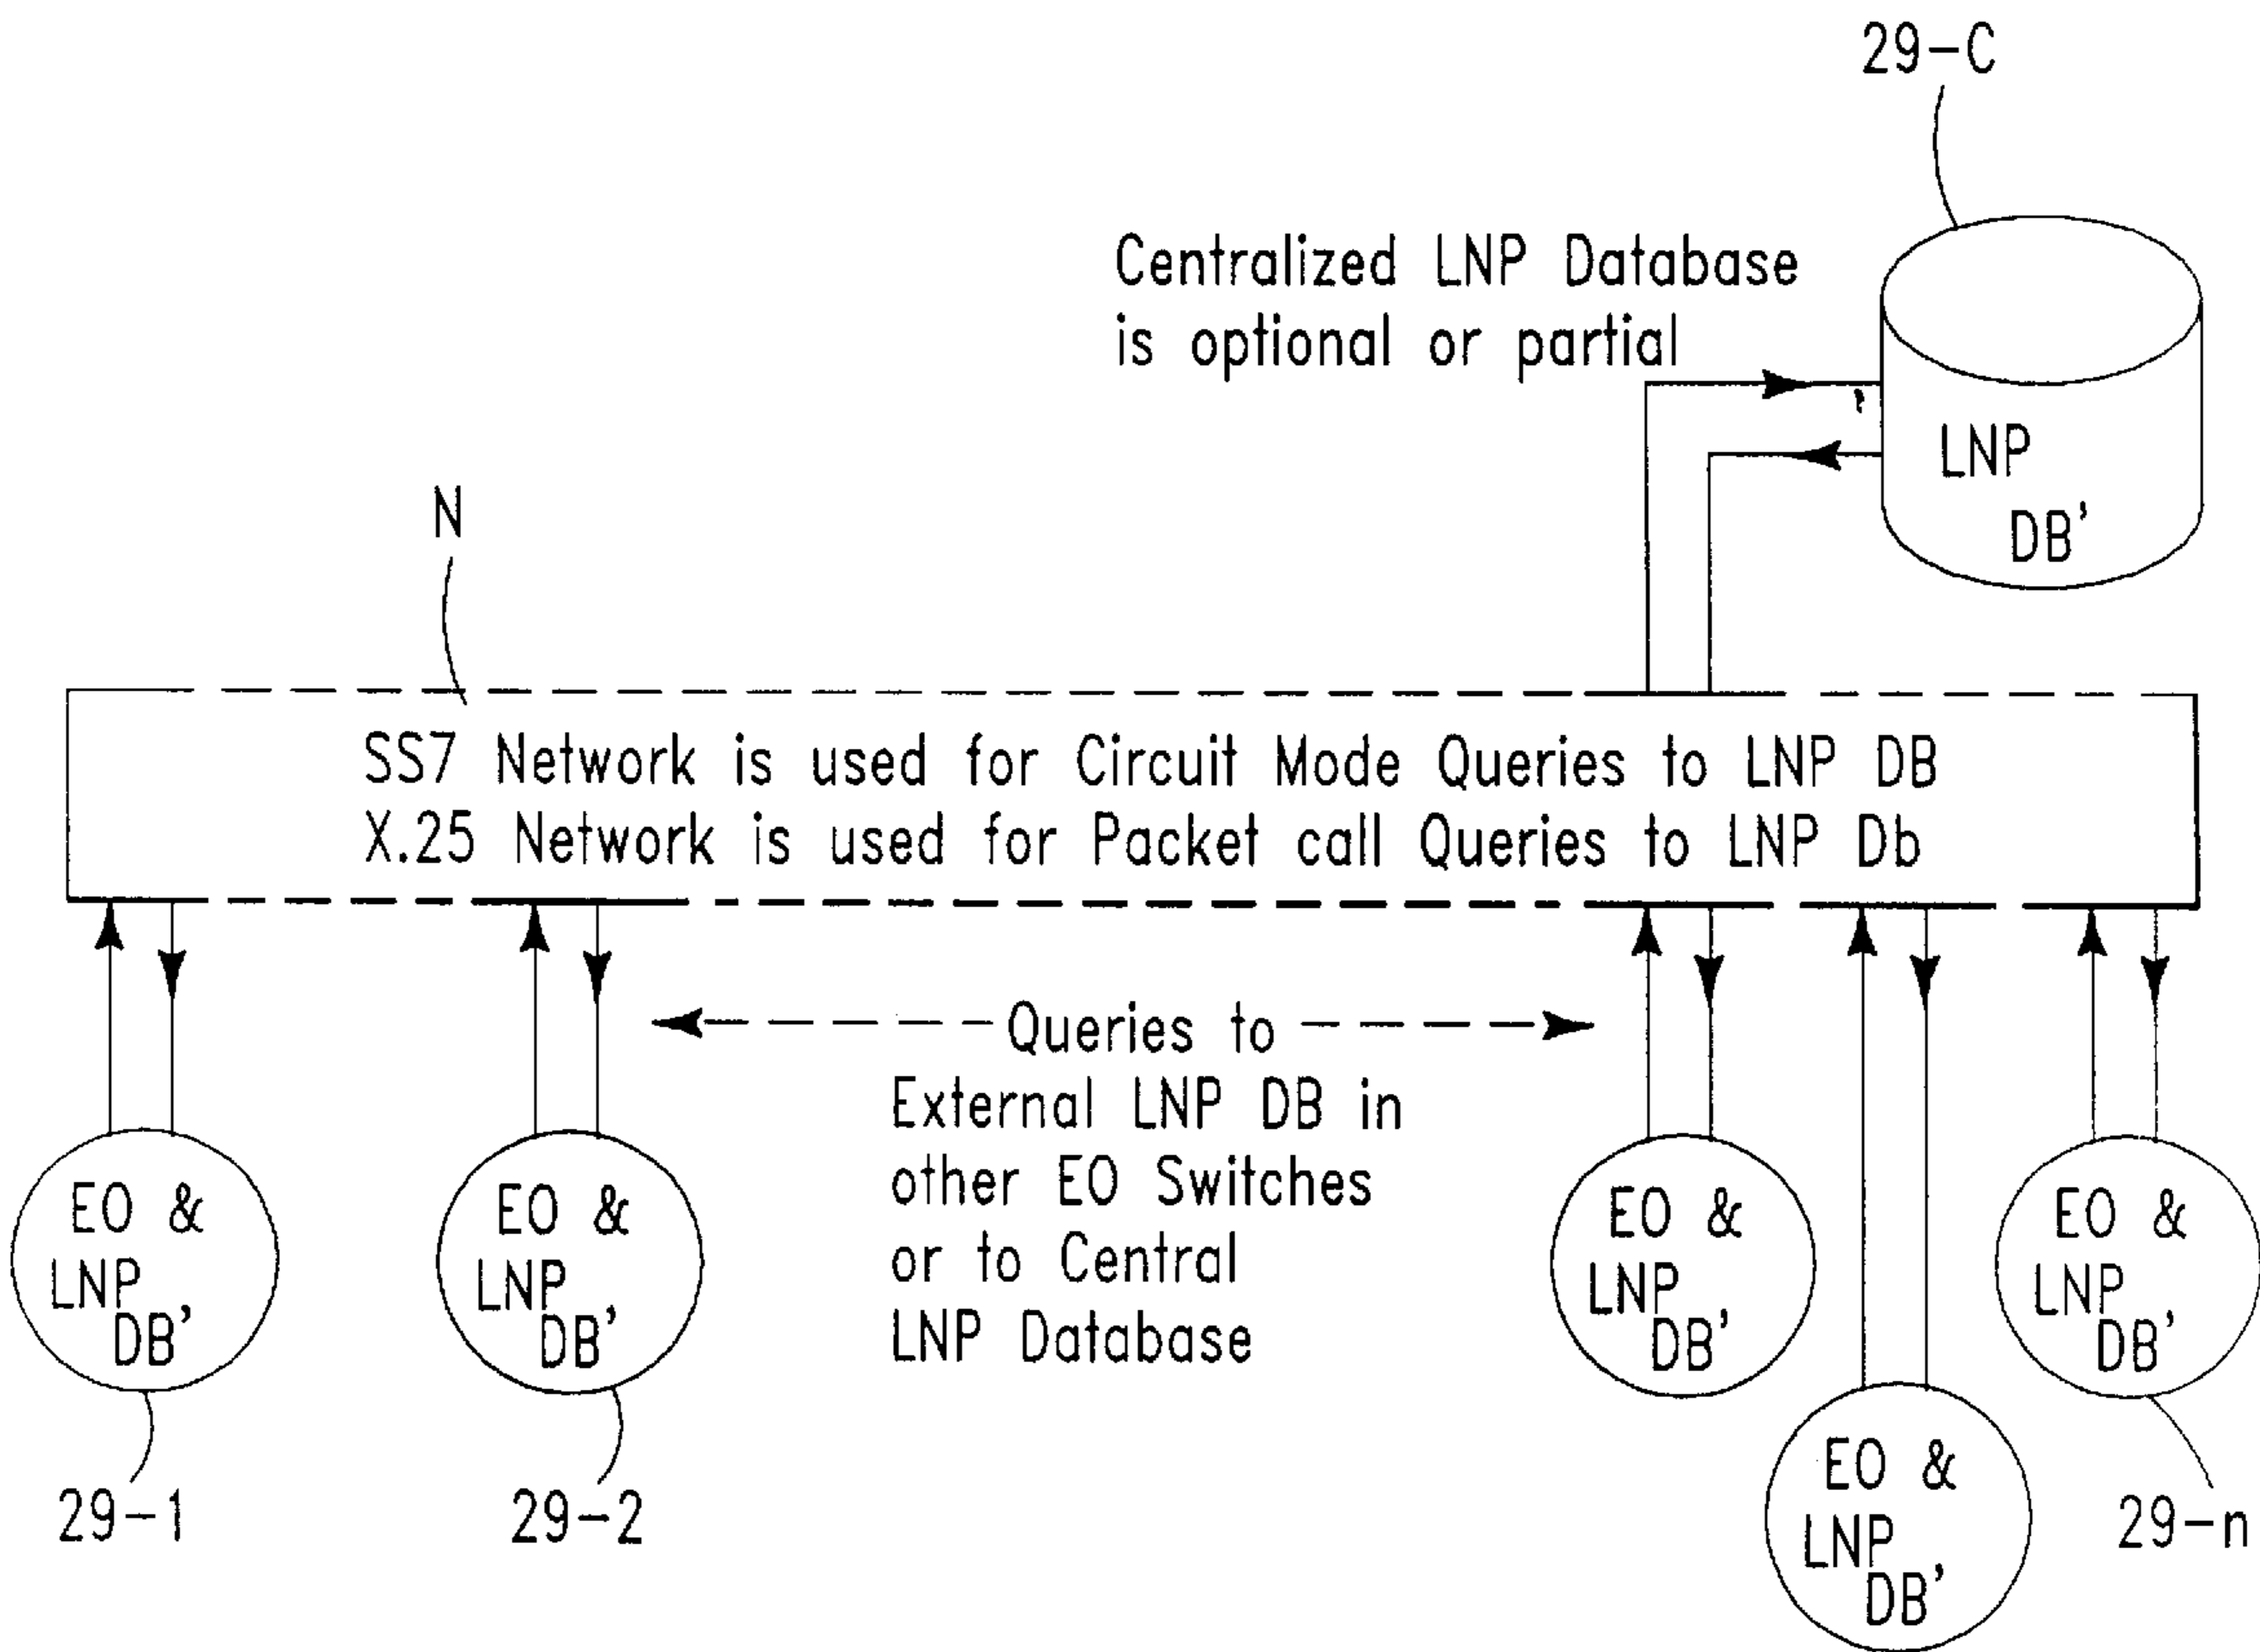 29-C
Centralized LNP Database
is optional or partial
LNP
DB'
N
SS7 Network is used for Circuit Mode Queries to LNP DB
X.25 Network is used for Packet call Queries to LNP Db
Queries to
External LNP DB in
other EO Switches
or to Central
LNP Database
EO &
LNP
DB'
29-1
EO &
LNP
DB'
29-2
EO &
LNP
DB'
EO &
LNP
DB'
EO &
LNP
DB'
29-n